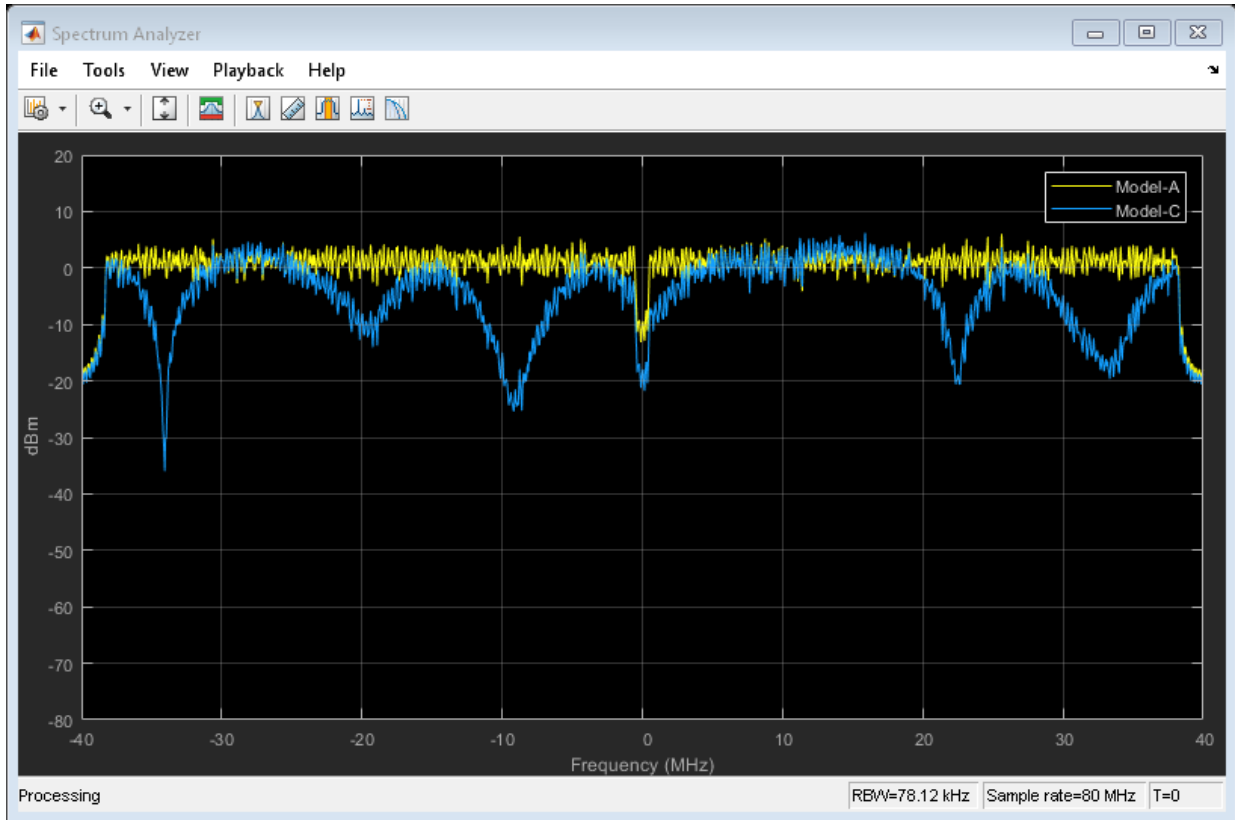 Spectrum Analyzer
File Tools View Playback Help
20
10
0
-10
-20
-30
-40
-50
-60
-70
-80
dBm
Model-A
Model-C
-40 -30 -20 -10 0 10 20 30 40
Frequency (MHz)
Processing RBW=78.12 kHz Sample rate=80 MHz T=0